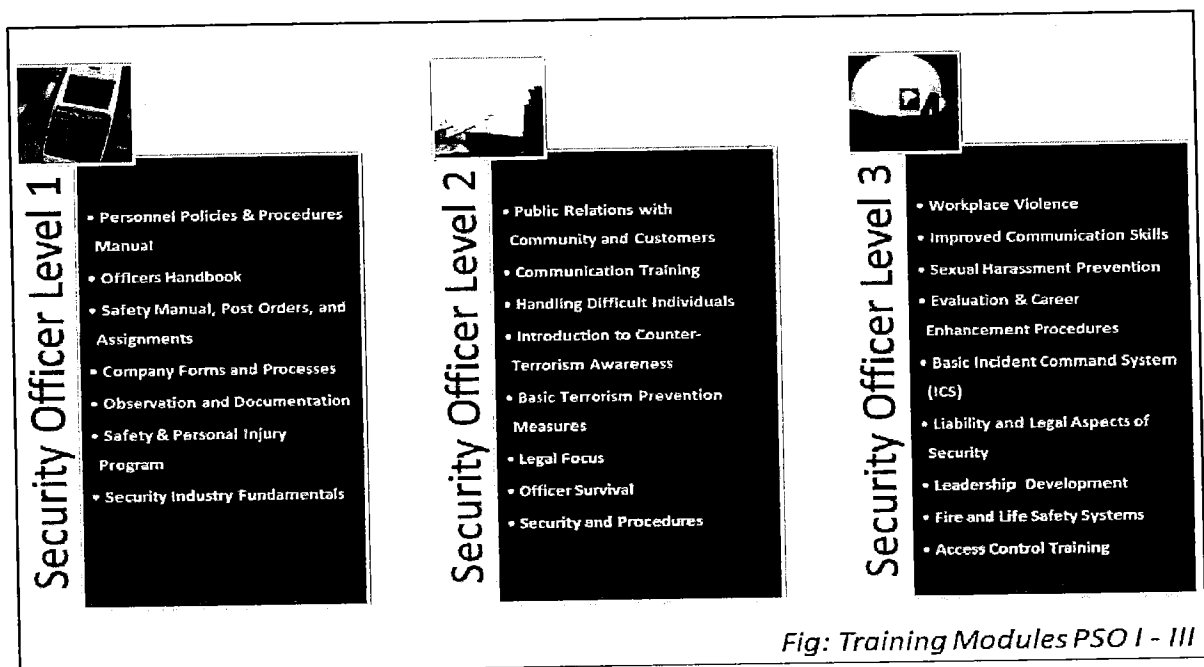 Security Officer Level 1
• Personnel Policies & Procedures
Manual
• Officers Handbook
• Safety Manual, Post Orders, and
Assignments
• Company Forms and Processes
• Observation and Documentation
• Safety & Personal Injury
Program
• Security Industry Fundamentals
Security Officer Level 2
• Public Relations with
Community and Customers
• Communication Training
• Handling Difficult Individuals
• Introduction to Counter-
Terrorism Awareness
• Basic Terrorism Prevention
Measures
• Legal Focus
• Officer Survival
• Security and Procedures
Security Officer Level 3
• Workplace Violence
• Improved Communication Skills
• Sexual Harassment Prevention
• Evaluation & Career
Enhancement Procedures
• Basic Incident Command System
(ICS)
• Liability and Legal Aspects of
Security
• Leadership Development
• Fire and Life Safety Systems
• Access Control Training
Fig: Training Modules PSO I - III